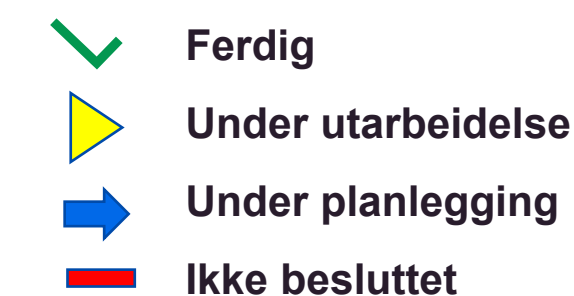 Ferdig
Under utarbeidelse
Under planlegging
Ikke besluttet